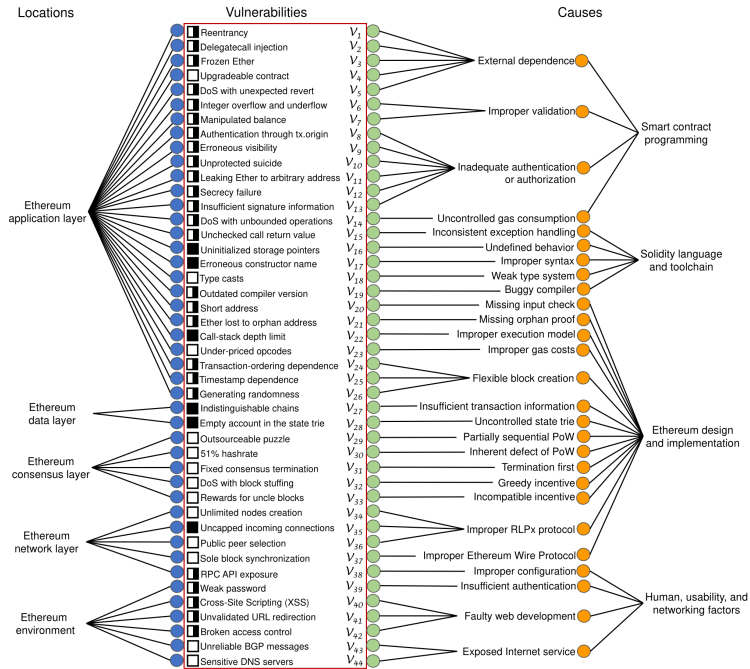 Locations
Vulnerabilities
Causes
Reentrancy V1
Delegatecall injection V2
Frozen Ether V3
Upgradeable contract V4
DoS with unexpected revert V5
Integer overflow and underflow V6
Manipulated balance V7
Authentication through tx.origin V8
Erroneous visibility V9
Unprotected suicide V10
Leaking Ether to arbitrary address V11
Secrecy failure V12
Insufficient signature information V13
DoS with unbounded operations V14
Unchecked call return value V15
Uninitialized storage pointers V16
Erroneous constructor name V17
Type casts V18
Outdated compiler version V19
Short address V20
Ether lost to orphan address V21
Call-stack depth limit V22
Under-priced opcodes V23
Transaction-ordering dependence V24
Timestamp dependence V25
Generating randomness V26
Indistinguishable chains V27
Empty account in the state trie V28
Outsourceable puzzle V29
51% hashrate V30
Fixed consensus termination V31
DoS with block stuffing V32
Rewards for uncle blocks V33
Unlimited nodes creation V34
Uncapped incoming connections V35
Public peer selection V36
Sole block synchronization V37
RPC API exposure V38
Weak password V39
Cross-Site Scripting (XSS) V40
Unvalidated URL redirection V41
Broken access control V42
Unreliable BGP messages V43
Sensitive DNS servers V44
Ethereum
application layer
Ethereum
data layer
Ethereum
consensus layer
Ethereum
network layer
Ethereum
environment
External dependence
Improper validation
Inadequate authentication
or authorization
Uncontrolled gas consumption
Inconsistent exception handling
Undefined behavior
Improper syntax
Weak type system
Buggy compiler
Missing input check
Missing orphan proof
Improper execution model
Improper gas costs
Flexible block creation
Insufficient transaction information
Uncontrolled state trie
Partially sequential PoW
Inherent defect of PoW
Termination first
Greedy incentive
Incompatible incentive
Improper RLPx protocol
Improper Ethereum Wire Protocol
Improper configuration
Insufficient authentication
Faulty web development
Exposed Internet service
Smart contract
programming
Solidity language
and toolchain
Ethereum design
and implementation
Human, usability, and
networking factors